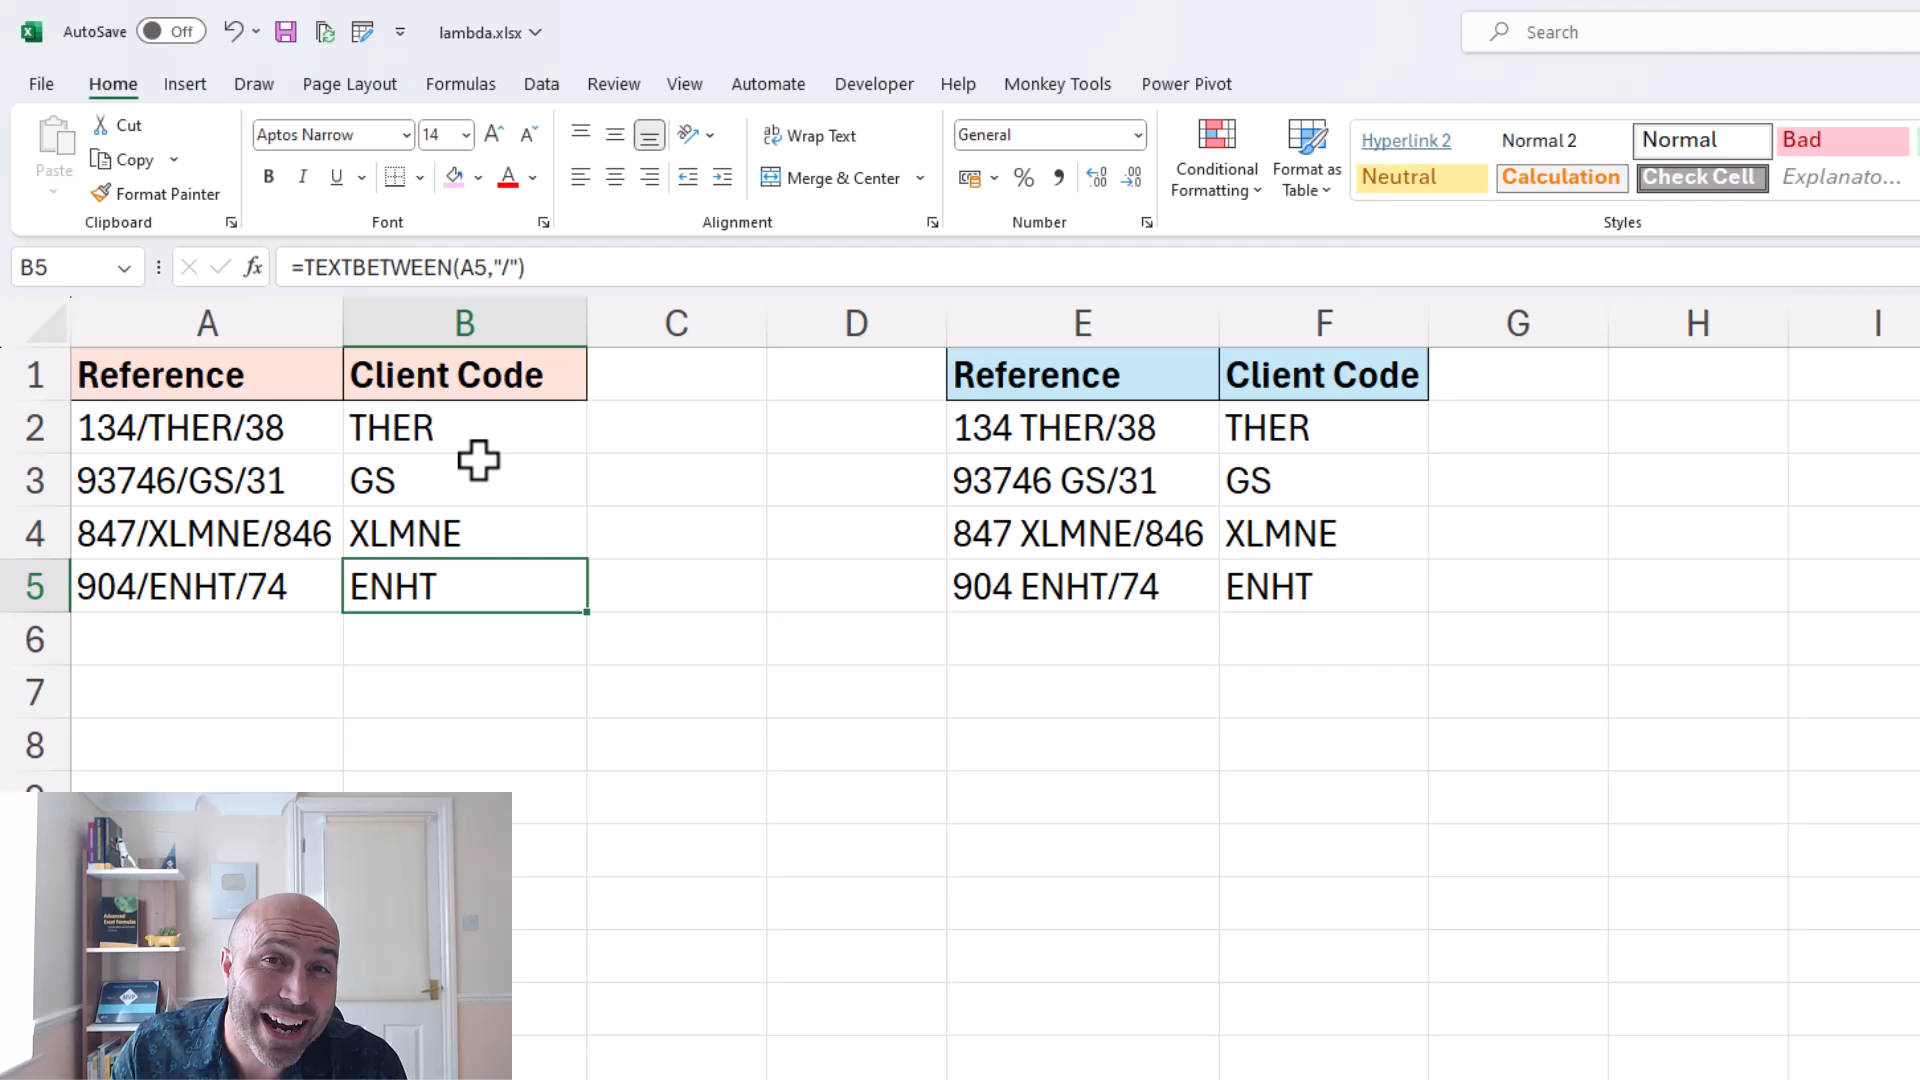 AutoSave Off lambda.xlsx Search
File Home Insert Draw Page Layout Formulas Data Review View Automate Developer Help Monkey Tools Power Pivot
Paste
Cut
Copy
Format Painter
Clipboard
Aptos Narrow 14
B I U
Font
Wrap Text
Merge & Center
Alignment
General
Number
Conditional Formatting
Format as Table
Hyperlink 2 Normal 2 Normal Bad
Neutral Calculation Check Cell Explanato...
Styles
B5 fx =TEXTBETWEEN(A5,"/")
A B C D E F G H I
1 Reference Client Code Reference Client Code
2 134/THER/38 THER 134 THER/38 THER
3 93746/GS/31 GS 93746 GS/31 GS
4 847/XLMNE/846 XLMNE 847 XLMNE/846 XLMNE
5 904/ENHT/74 ENHT 904 ENHT/74 ENHT
6
7
8
Advanced
Excel Formulas
MVP